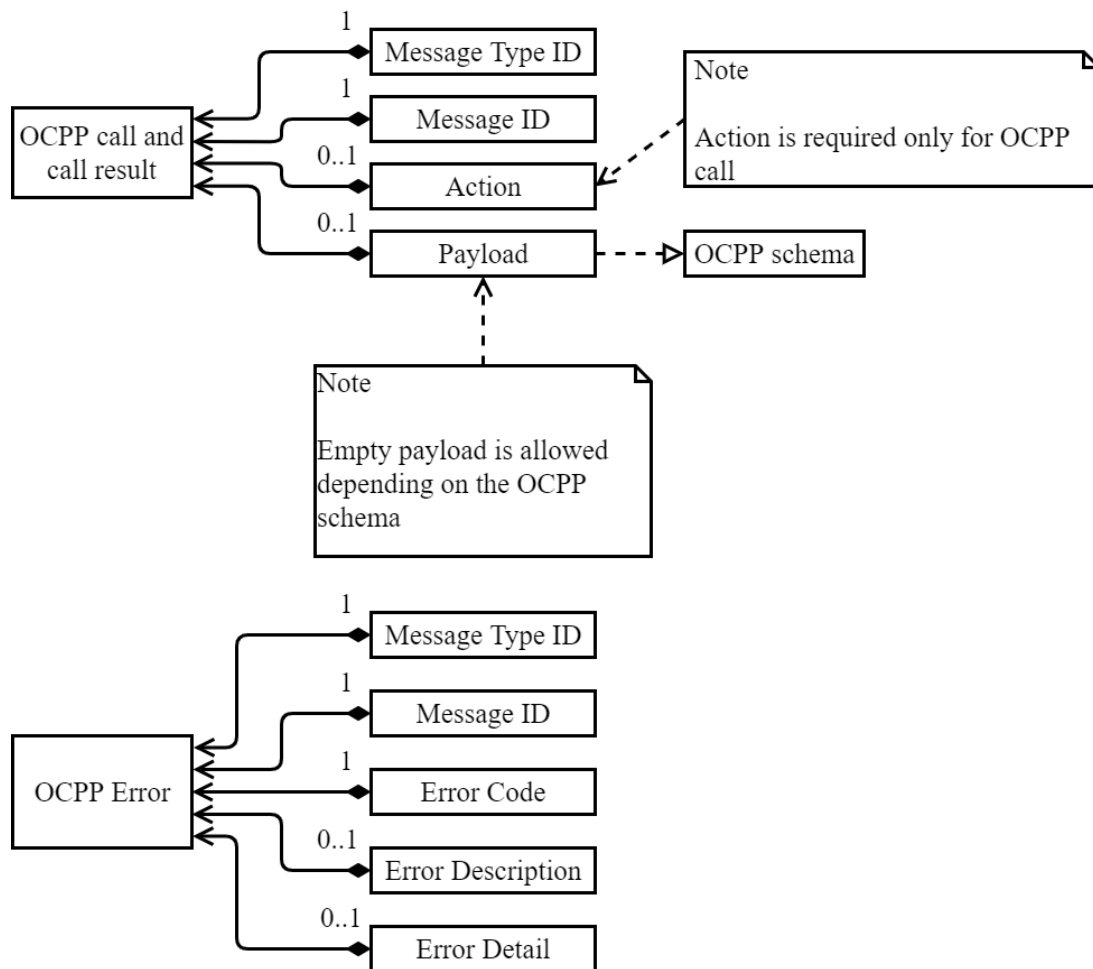 1
Message Type ID
1
Message ID
0..1
Action
0..1
Payload
OCPP call and
call result
Note
Action is required only for OCPP
call
OCPP schema
Note
Empty payload is allowed
depending on the OCPP
schema
1
Message Type ID
1
Message ID
1
Error Code
0..1
Error Description
0..1
Error Detail
OCPP Error